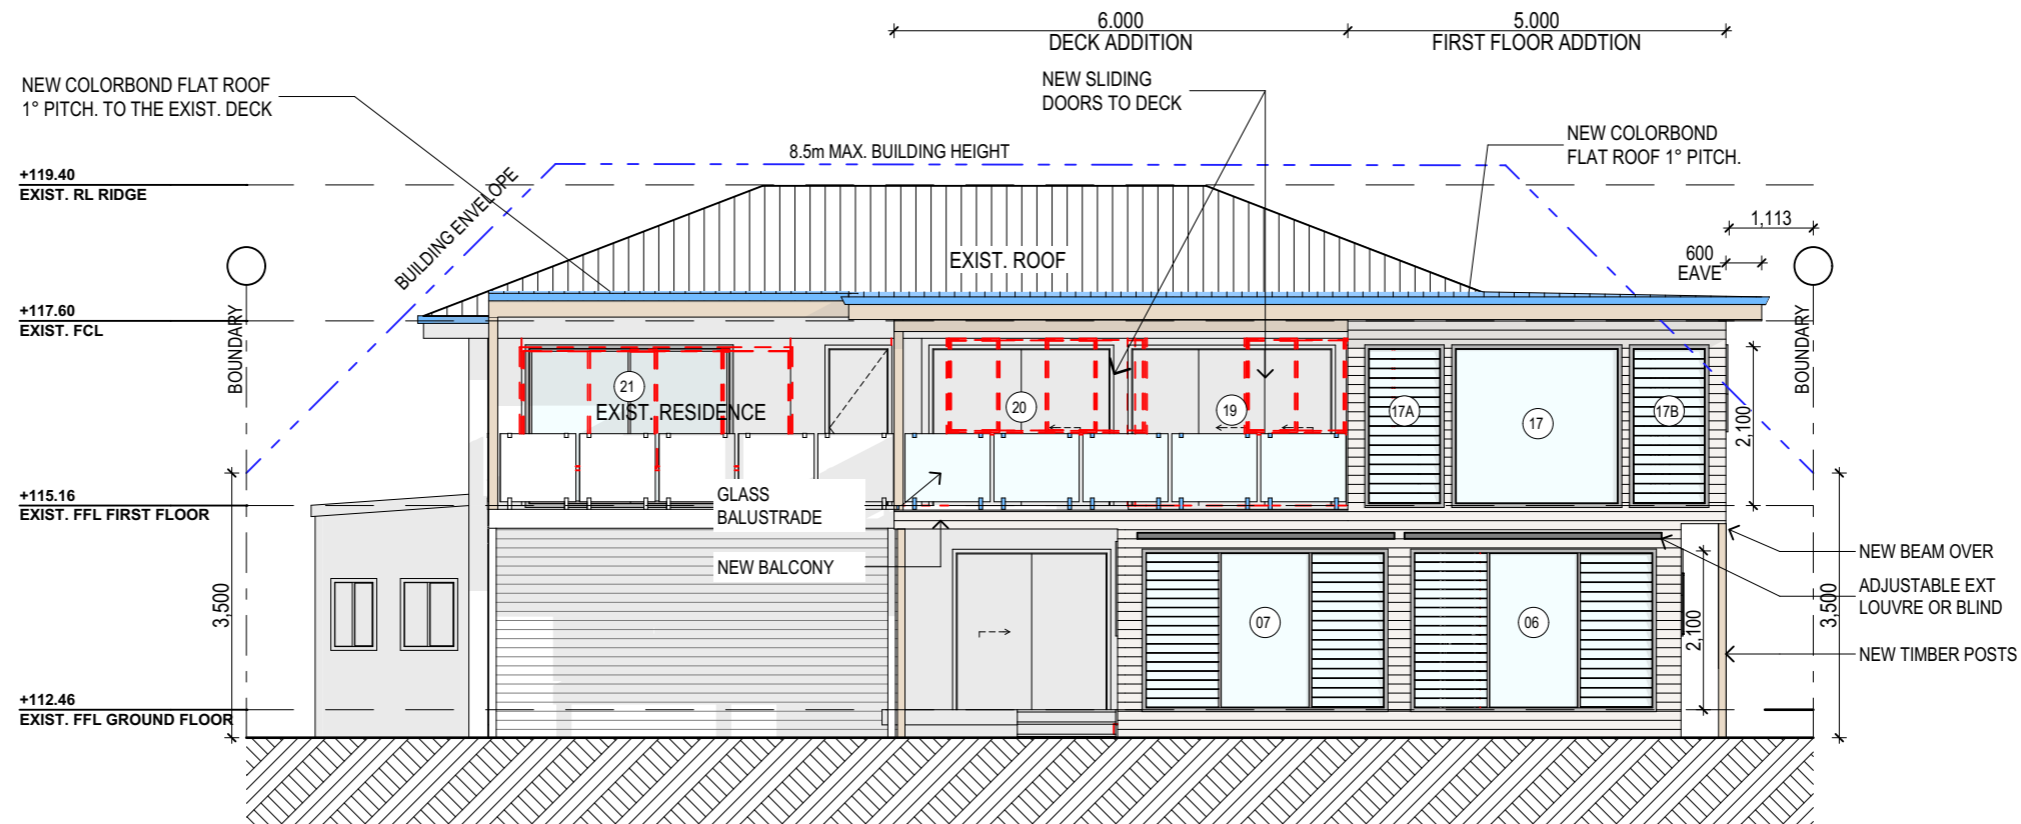 6.000
DECK ADDITION
5.000
FIRST FLOOR ADDTION
NEW COLORBOND FLAT ROOF
1° PITCH. TO THE EXIST. DECK
NEW SLIDING
DOORS TO DECK
NEW COLORBOND
FLAT ROOF 1° PITCH.
8.5m MAX. BUILDING HEIGHT
+119.40
EXIST. RL RIDGE
BUILDING ENVELOPE
1,113
600
EAVE
EXIST. ROOF
+117.60
EXIST. FCL
BOUNDARY
BOUNDARY
21
EXIST. RESIDENCE
20
19
17A
17
17B
2,100
+115.16
EXIST. FFL FIRST FLOOR
GLASS
BALUSTRADE
NEW BALCONY
NEW BEAM OVER
ADJUSTABLE EXT
LOUVRE OR BLIND
3,500
07
06
2,100
3,500
NEW TIMBER POSTS
+112.46
EXIST. FFL GROUND FLOOR